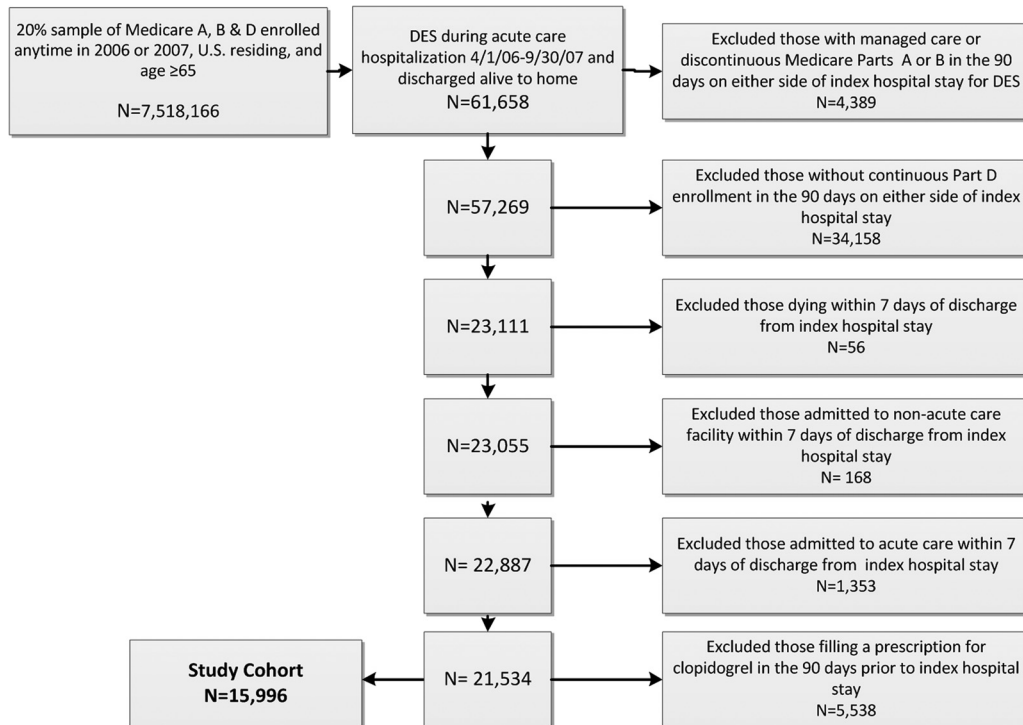 20% sample of Medicare A, B & D enrolled
anytime in 2006 or 2007, U.S. residing, and
age ≥65
N=7,518,166
DES during acute care
hospitalization 4/1/06-9/30/07 and
discharged alive to home
N=61,658
Excluded those with managed care or
discontinuous Medicare Parts  A or B in the 90
days on either side of index hospital stay for DES
N=4,389
N=57,269
Excluded those without continuous Part D
enrollment in the 90 days on either side of index
hospital stay
N=34,158
N=23,111
Excluded those dying within 7 days of discharge
from index hospital stay
N=56
N=23,055
Excluded those admitted to non-acute care
facility within 7 days of discharge from index
hospital stay
N= 168
N= 22,887
Excluded those admitted to acute care within 7
days of discharge from  index hospital stay
N=1,353
Study Cohort
N=15,996
N= 21,534
Excluded those filling a prescription for
clopidogrel in the 90 days prior to index hospital
stay
N=5,538